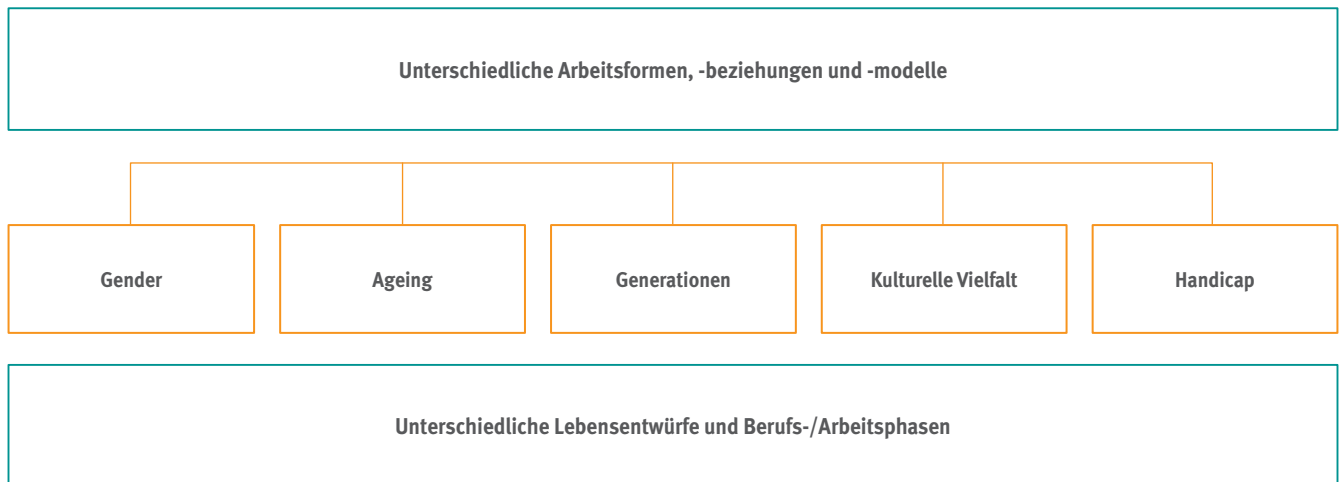 Unterschiedliche Arbeitsformen, -beziehungen und -modelle
Gender
Ageing
Generationen
Kulturelle Vielfalt
Handicap
Unterschiedliche Lebensentwürfe und Berufs-/Arbeitsphasen